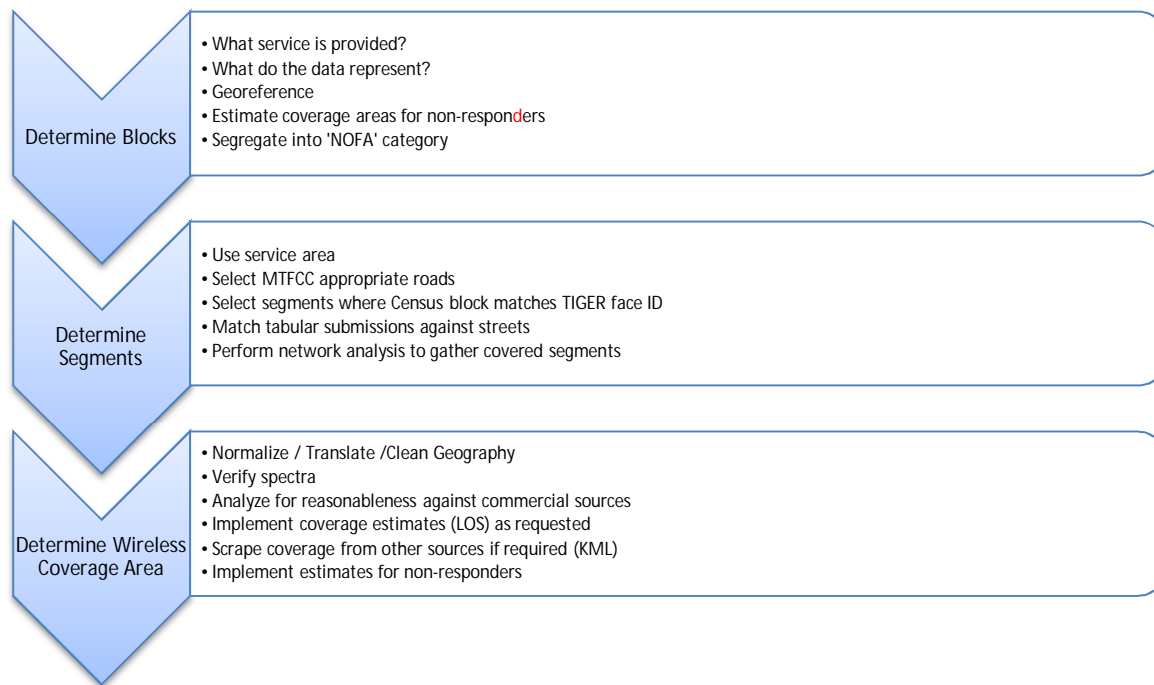 Determine Blocks
• What service is provided?
• What do the data represent?
• Georeference
• Estimate coverage areas for non-responders
• Segregate into 'NOFA' category
Determine
Segments
• Use service area
• Select MTFCC appropriate roads
• Select segments where Census block matches TIGER face ID
• Match tabular submissions against streets
• Perform network analysis to gather covered segments
Determine Wireless
Coverage Area
• Normalize / Translate /Clean Geography
• Verify spectra
• Analyze for reasonableness against commercial sources
• Implement coverage estimates (LOS) as requested
• Scrape coverage from other sources if required (KML)
• Implement estimates for non-responders